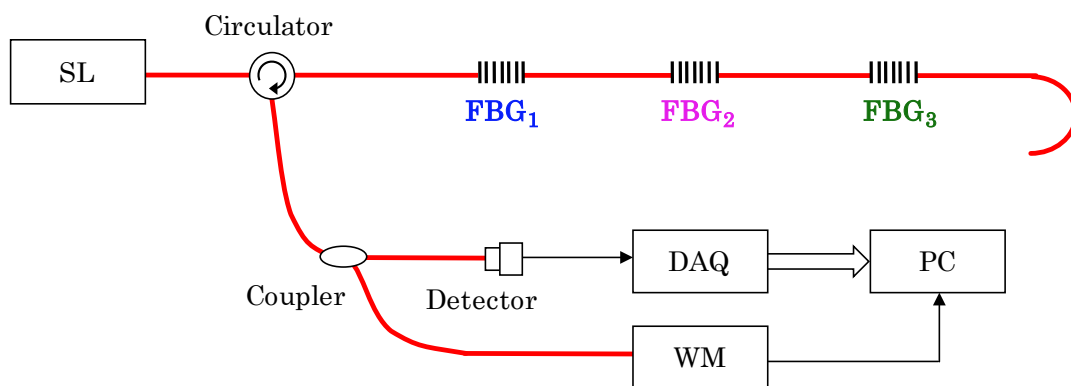 Circulator
SL
FBG₁
FBG₂
FBG₃
Coupler
Detector
DAQ
PC
WM